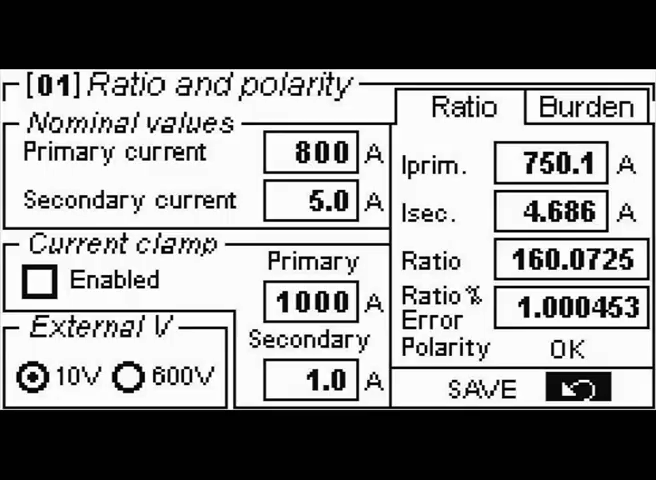 [01] Ratio and polarity
Nominal values
Primary current 800 A
Secondary current 5.0 A
Current clamp
Enabled
Primary
1000 A
Secondary
1.0 A
External V
10V 600V
Ratio Burden
Iprim. 750.1 A
Isec. 4.686 A
Ratio 160.0725
Ratio % Error 1.000453
Polarity OK
SAVE